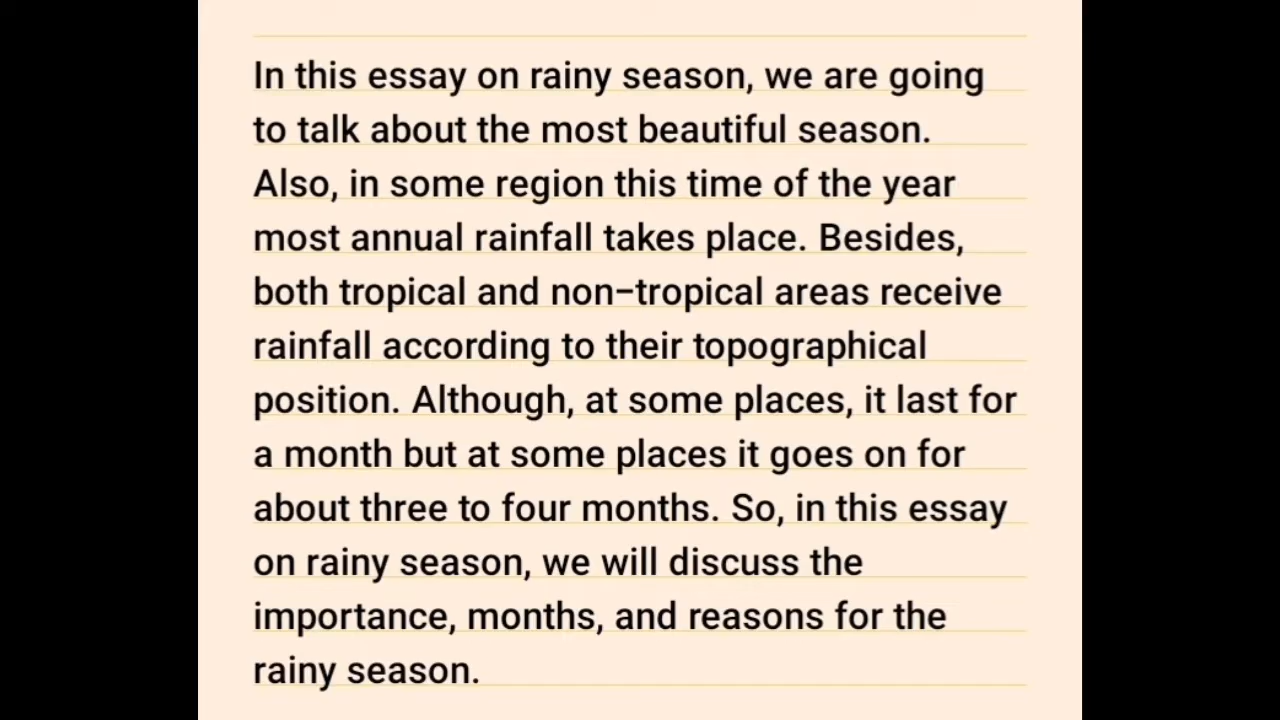 In this essay on rainy season, we are going
to talk about the most beautiful season.
Also, in some region this time of the year
most annual rainfall takes place. Besides,
both tropical and non-tropical areas receive
rainfall according to their topographical
position. Although, at some places, it last for
a month but at some places it goes on for
about three to four months. So, in this essay
on rainy season, we will discuss the
importance, months, and reasons for the
rainy season.